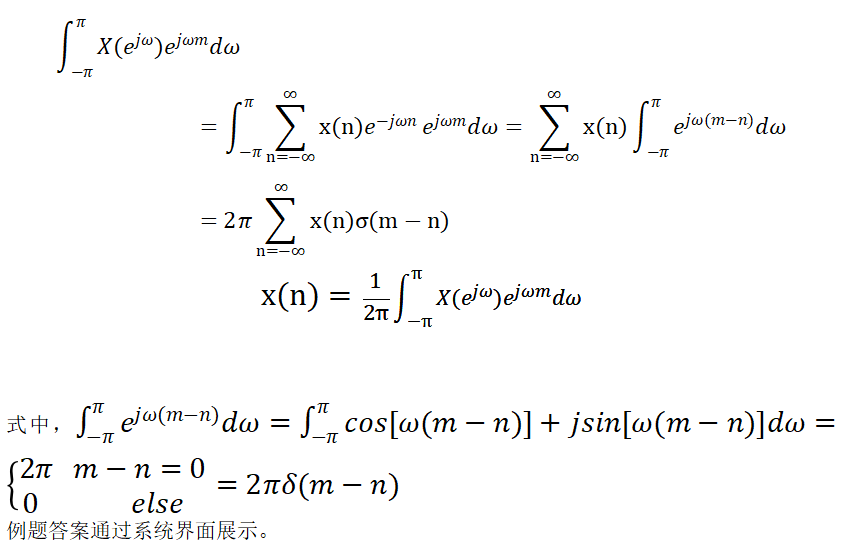 ∫_{-π}^{π} X(e^{jω})e^{jωm}dω
= ∫_{-π}^{π} ∑_{n=-∞}^{∞} x(n)e^{-jωn} e^{jωm}dω = ∑_{n=-∞}^{∞} x(n) ∫_{-π}^{π} e^{jω(m-n)}dω
= 2π ∑_{n=-∞}^{∞} x(n)σ(m − n)
x(n) = \frac{1}{2π} ∫_{-π}^{π} X(e^{jω})e^{jωm}dω
式中，∫_{-π}^{π} e^{jω(m-n)}dω = ∫_{-π}^{π} cos[ω(m − n)] + jsin[ω(m − n)]dω =
{2π m − n = 0
0 else = 2πδ(m − n)
例题答案通过系统界面展示。